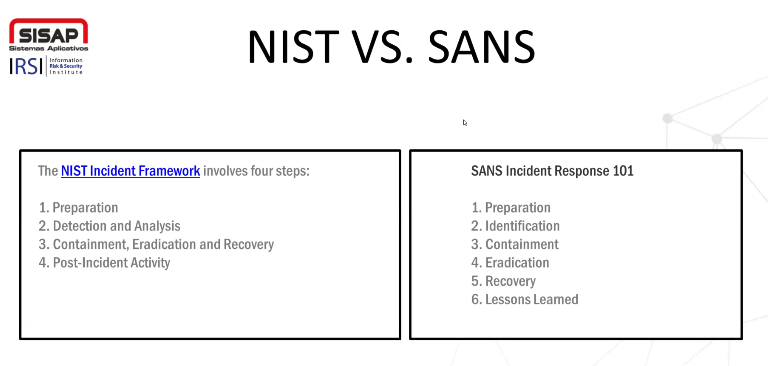 SISAP
Sistemas Aplicativos
IRSI Information
Risk & Security
Institute
NIST VS. SANS
The NIST Incident Framework involves four steps:
1. Preparation
2. Detection and Analysis
3. Containment, Eradication and Recovery
4. Post-Incident Activity
SANS Incident Response 101
1. Preparation
2. Identification
3. Containment
4. Eradication
5. Recovery
6. Lessons Learned